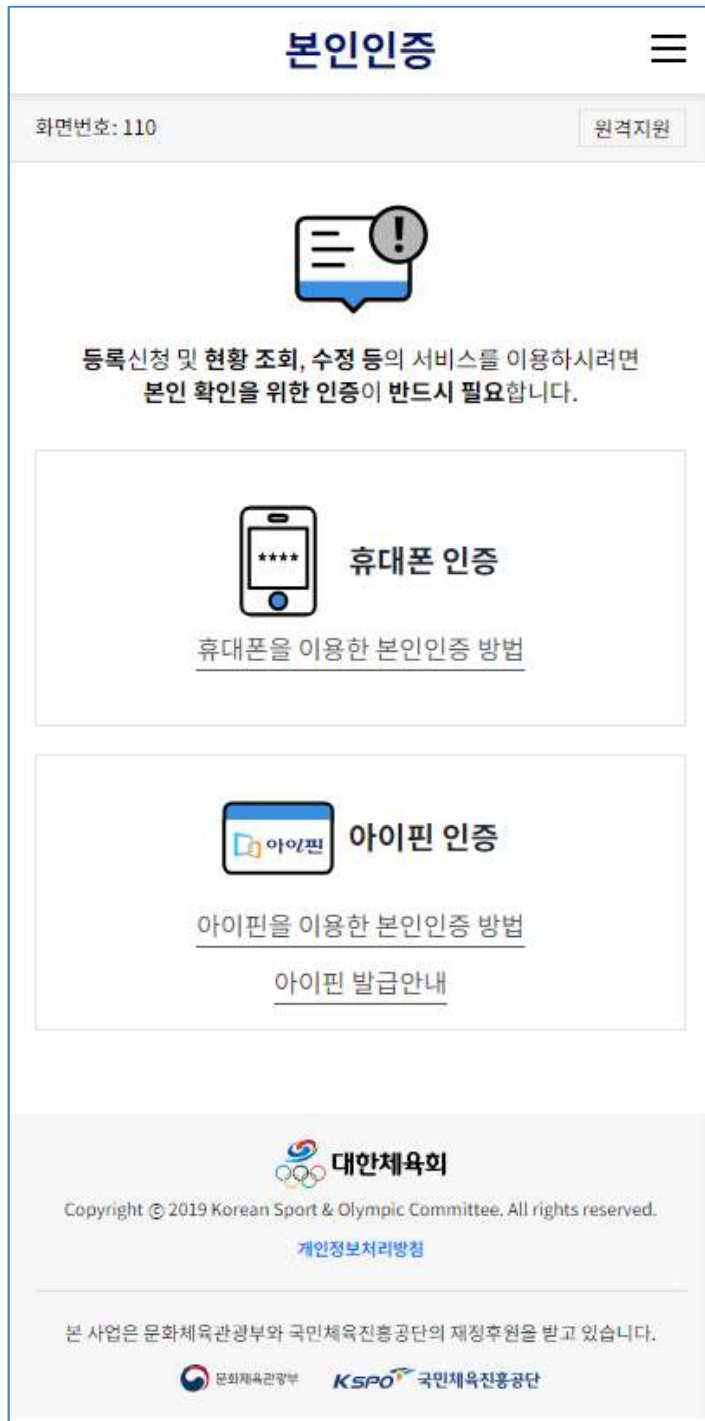 본인인증
화면번호: 110
원격지원
!
등록신청 및 현황 조회, 수정 등의 서비스를 이용하시려면
본인 확인을 위한 인증이 반드시 필요합니다.
****
휴대폰 인증
휴대폰을 이용한 본인인증 방법
아이핀
아이핀 인증
아이핀을 이용한 본인인증 방법
아이핀 발급안내
대한체육회
Copyright ⓒ 2019 Korean Sport & Olympic Committee. All rights reserved.
개인정보처리방침
본 사업은 문화체육관광부와 국민체육진흥공단의 재정후원을 받고 있습니다.
문화체육관광부 KSPO 국민체육진흥공단